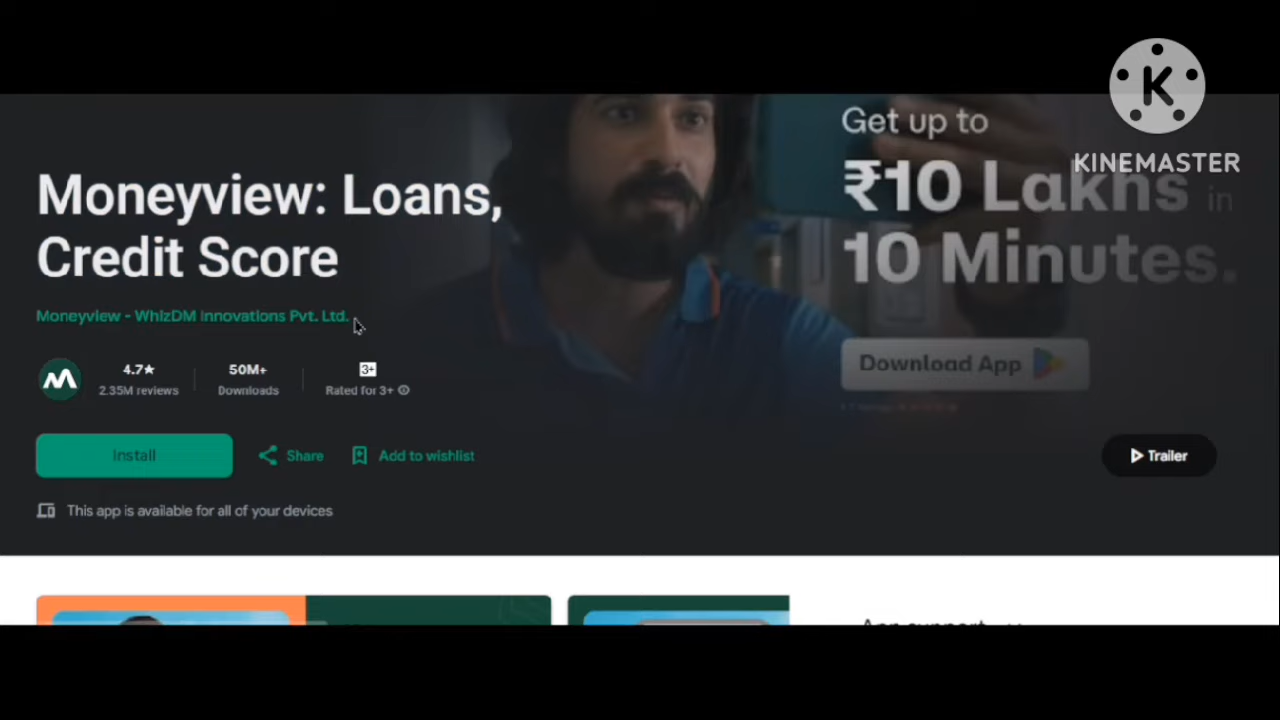 KINEMASTER
Get up to
₹10 Lakhs in
10 Minutes.
Download App
Moneyview: Loans,
Credit Score
Moneyview - WhizDM Innovations Pvt. Ltd.
4.7★
2.35M reviews
50M+
Downloads
3+
Rated for 3+
Install
Share
Add to wishlist
Trailer
This app is available for all of your devices